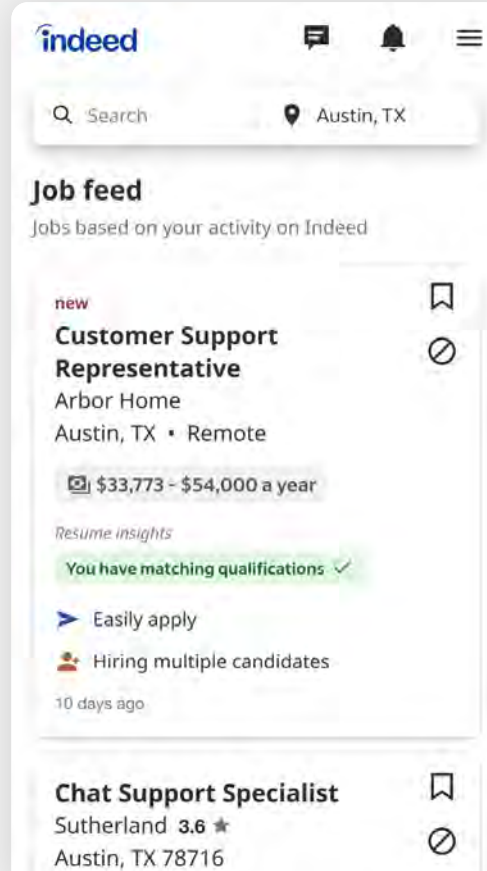 indeed
Search
Austin, TX
Job feed
Jobs based on your activity on Indeed
new
Customer Support
Representative
Arbor Home
Austin, TX • Remote
$33,773 - $54,000 a year
Resume insights
You have matching qualifications
Easily apply
Hiring multiple candidates
10 days ago
Chat Support Specialist
Sutherland 3.6 ★
Austin, TX 78716